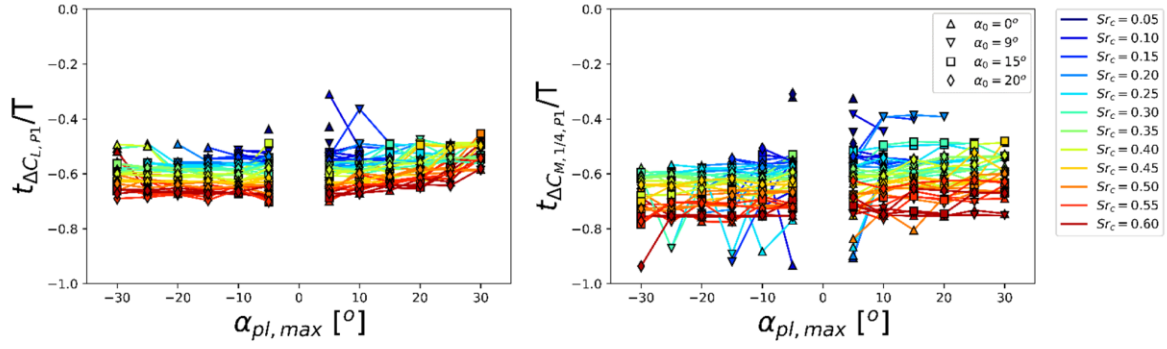 0.0
−0.2
−0.4
−0.6
−0.8
−1.0
t_{ΔC_{L,P1}}/T
−30 −20 −10 0 10 20 30
α_{pl,max} [°]
0.0
−0.2
−0.4
−0.6
−0.8
−1.0
t_{ΔC_{M,1/4,P1}}/T
−30 −20 −10 0 10 20 30
α_{pl,max} [°]
α₀ = 0°
α₀ = 9°
α₀ = 15°
α₀ = 20°
Sr_c = 0.05
Sr_c = 0.10
Sr_c = 0.15
Sr_c = 0.20
Sr_c = 0.25
Sr_c = 0.30
Sr_c = 0.35
Sr_c = 0.40
Sr_c = 0.45
Sr_c = 0.50
Sr_c = 0.55
Sr_c = 0.60